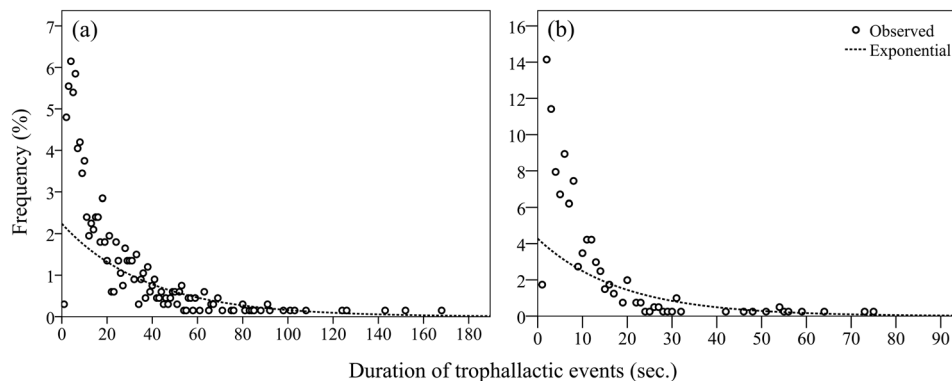 (a)
7
6
5
4
3
2
1
0
0 20 40 60 80 100 120 140 160 180
Frequency (%)
(b)
Observed
Exponential
16
14
12
10
8
6
4
2
0
0 10 20 30 40 50 60 70 80 90
Duration of trophallactic events (sec.)